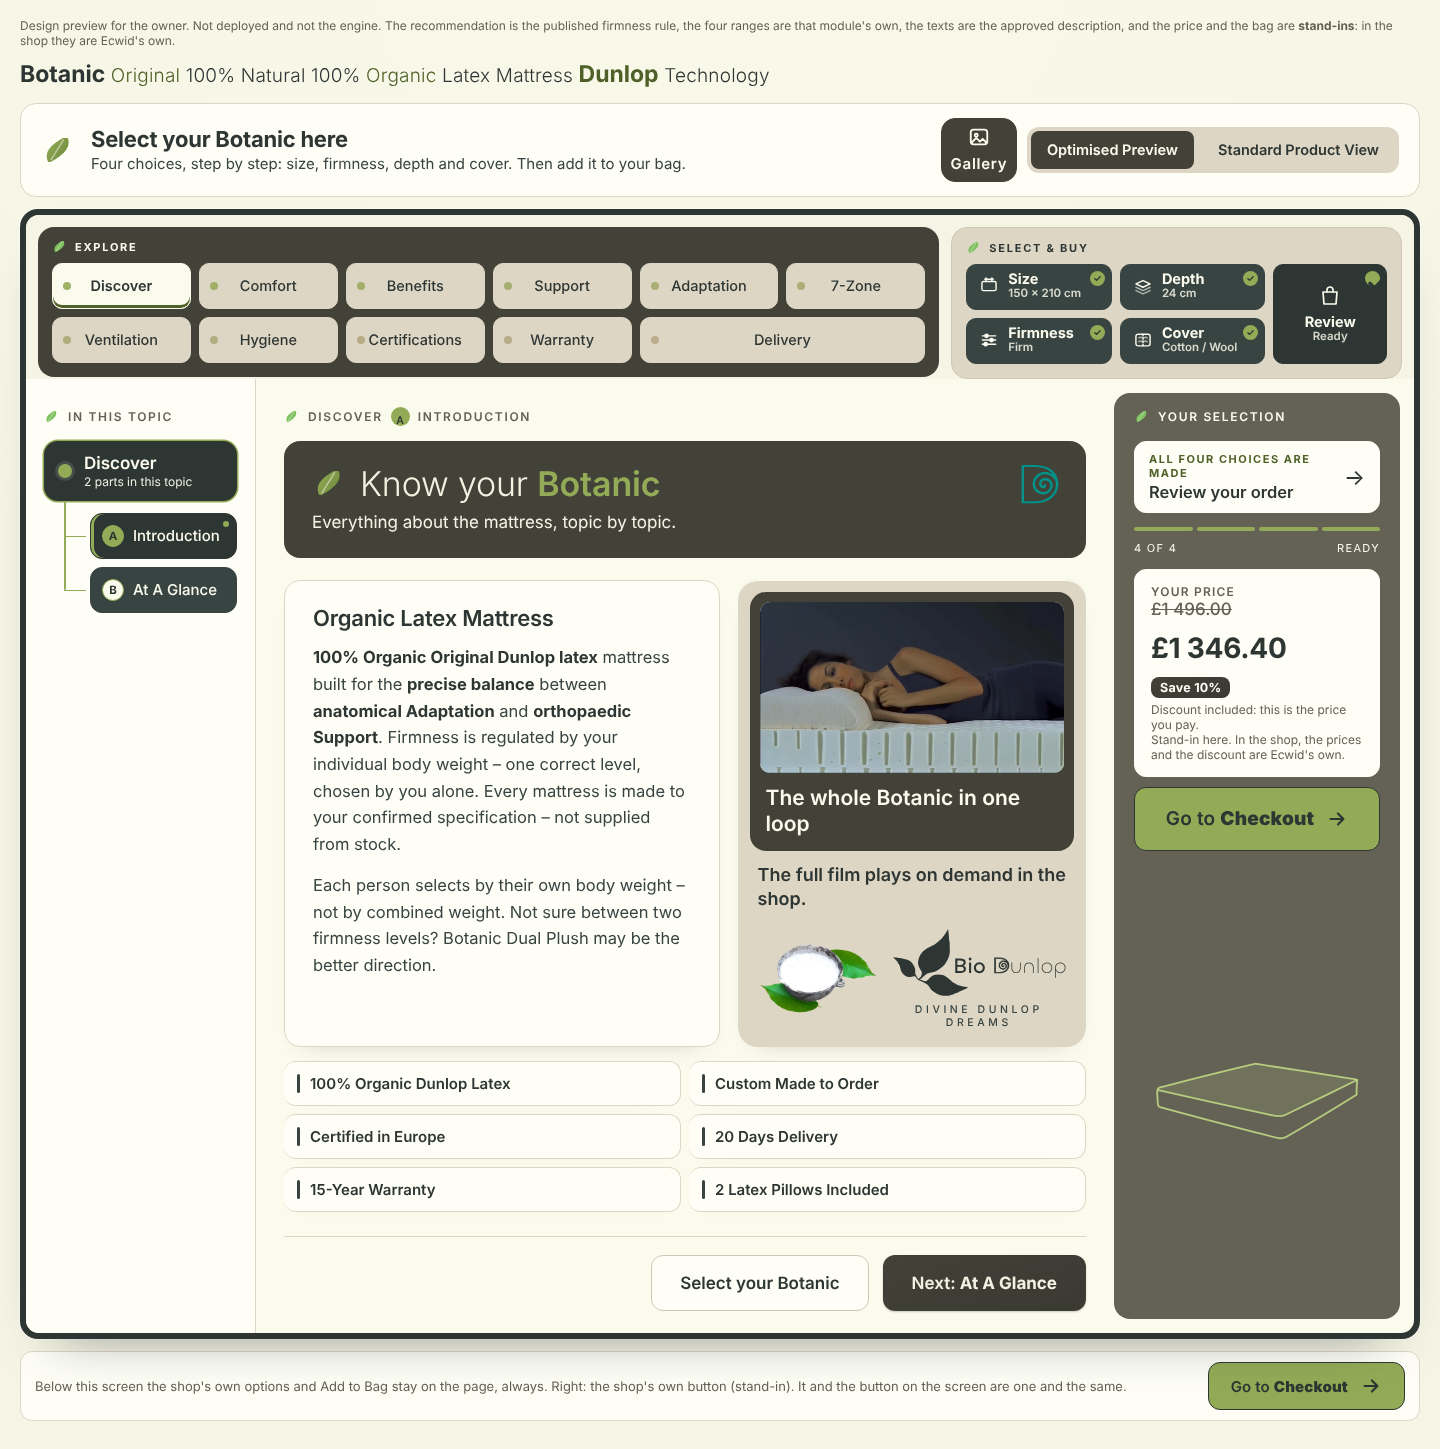 Design preview for the owner. Not deployed and not the engine. The recommendation is the published firmness rule, the four ranges are that module's own, the texts are the approved description, and the price and the bag are stand-ins: in the
shop they are Ecwid's own.
Botanic Original 100% Natural 100% Organic Latex Mattress Dunlop Technology
Select your Botanic here
Four choices, step by step: size, firmness, depth and cover. Then add it to your bag.
Gallery
Optimised Preview
Standard Product View
EXPLORE
Discover
Comfort
Benefits
Support
Adaptation
7-Zone
Ventilation
Hygiene
Certifications
Warranty
Delivery
SELECT & BUY
Size
150 × 210 cm
Depth
24 cm
Firmness
Firm
Cover
Cotton / Wool
Review
Ready
IN THIS TOPIC
Discover
2 parts in this topic
A Introduction
B At A Glance
DISCOVER A INTRODUCTION
Know your Botanic
Everything about the mattress, topic by topic.
Organic Latex Mattress
100% Organic Original Dunlop latex mattress
built for the precise balance between
anatomical Adaptation and orthopaedic
Support. Firmness is regulated by your
individual body weight – one correct level,
chosen by you alone. Every mattress is made to
your confirmed specification – not supplied
from stock.
Each person selects by their own body weight –
not by combined weight. Not sure between two
firmness levels? Botanic Dual Plush may be the
better direction.
The whole Botanic in one
loop
The full film plays on demand in the
shop.
Bio Dunlop
DIVINE DUNLOP
DREAMS
100% Organic Dunlop Latex
Custom Made to Order
Certified in Europe
20 Days Delivery
15-Year Warranty
2 Latex Pillows Included
Select your Botanic
Next: At A Glance
YOUR SELECTION
ALL FOUR CHOICES ARE
MADE
Review your order
4 OF 4
READY
YOUR PRICE
£1 496.00
£1 346.40
Save 10%
Discount included: this is the price
you pay.
Stand-in here. In the shop, the prices
and the discount are Ecwid's own.
Go to Checkout
Below this screen the shop's own options and Add to Bag stay on the page, always. Right: the shop's own button (stand-in). It and the button on the screen are one and the same.
Go to Checkout